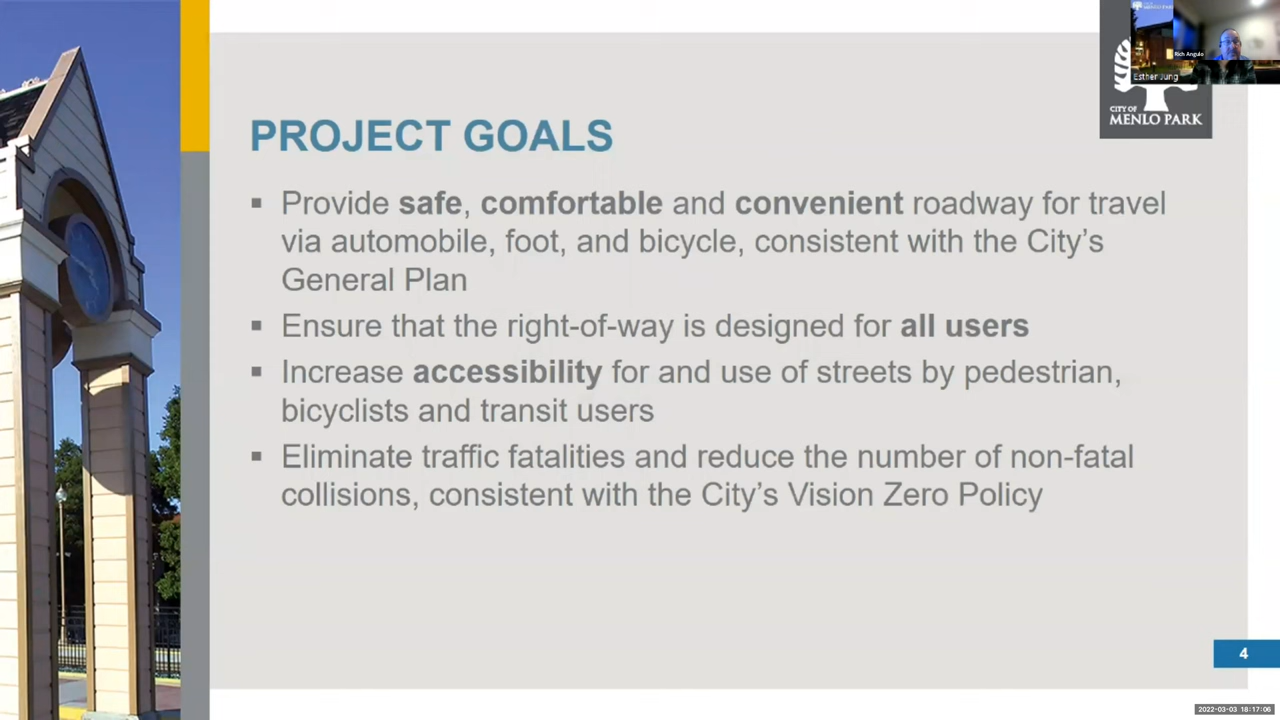 MENLO PARK
Rich Angulo
Esther Jung
CITY OF
MENLO PARK
PROJECT GOALS
▪ Provide safe, comfortable and convenient roadway for travel
via automobile, foot, and bicycle, consistent with the City's
General Plan
▪ Ensure that the right-of-way is designed for all users
▪ Increase accessibility for and use of streets by pedestrian,
bicyclists and transit users
▪ Eliminate traffic fatalities and reduce the number of non-fatal
collisions, consistent with the City's Vision Zero Policy
4
2022-03-03 18:17:06